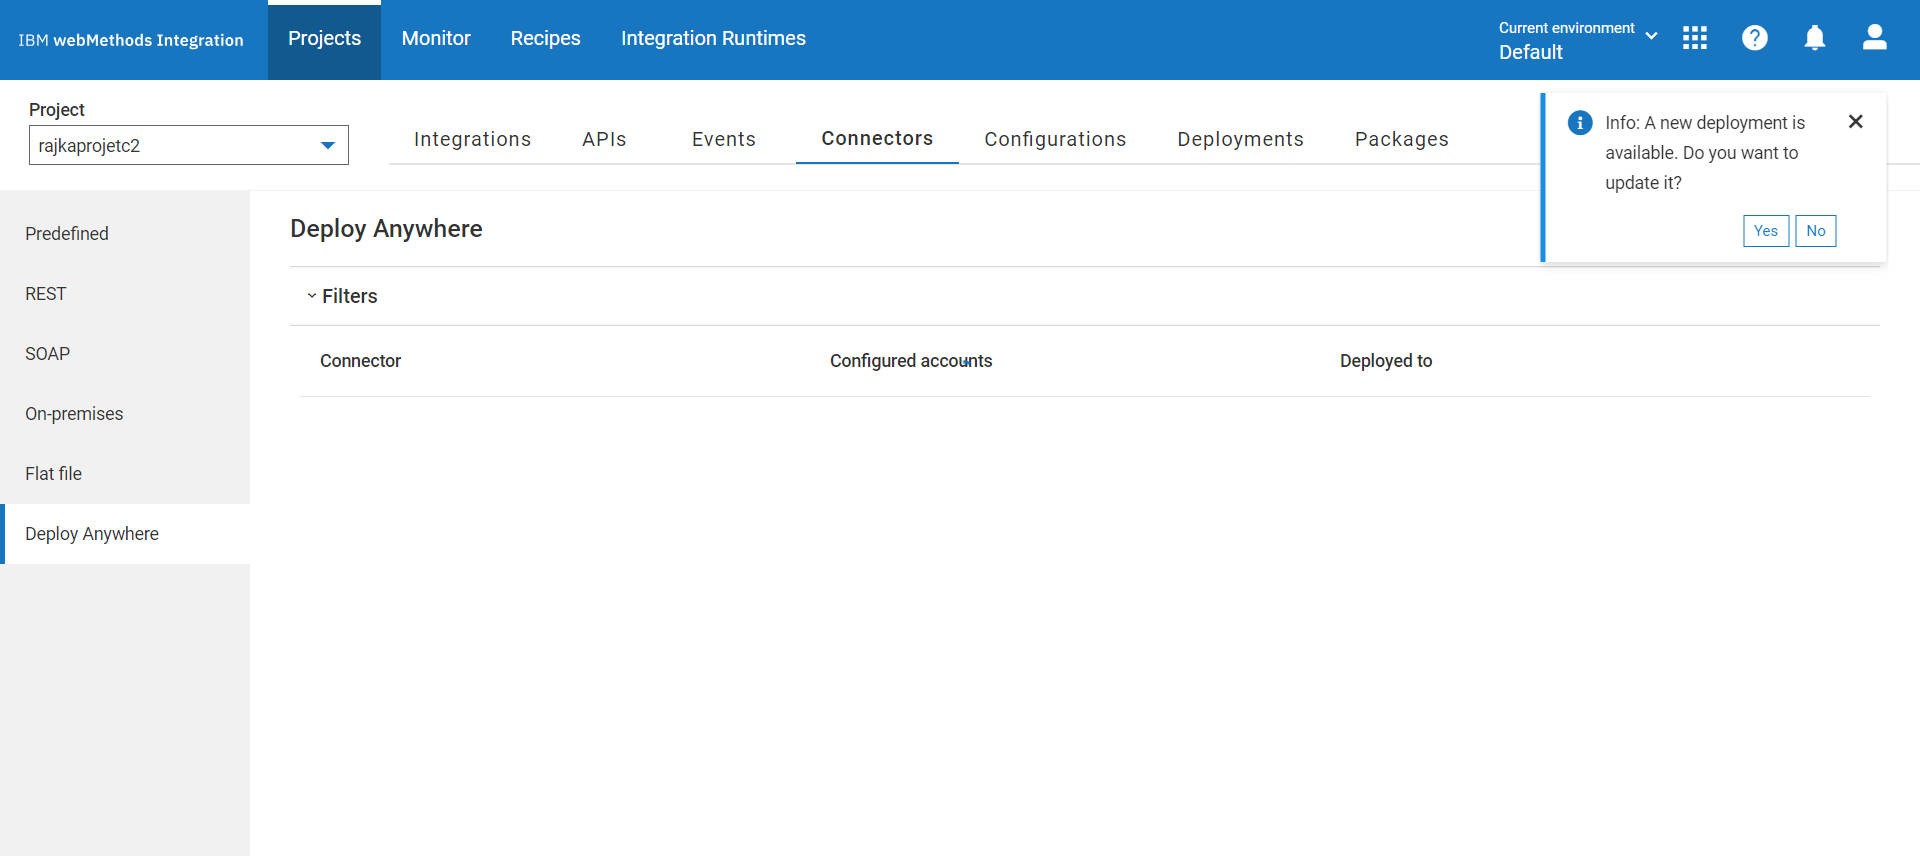 IBM webMethods Integration
Projects
Monitor
Recipes
Integration Runtimes
Current environment
Default
Project
rajkaprojetc2
Integrations
APIs
Events
Connectors
Configurations
Deployments
Packages
Info: A new deployment is
available. Do you want to
update it?
Yes
No
Predefined
REST
SOAP
On-premises
Flat file
Deploy Anywhere
Deploy Anywhere
Filters
Connector
Configured accounts
Deployed to